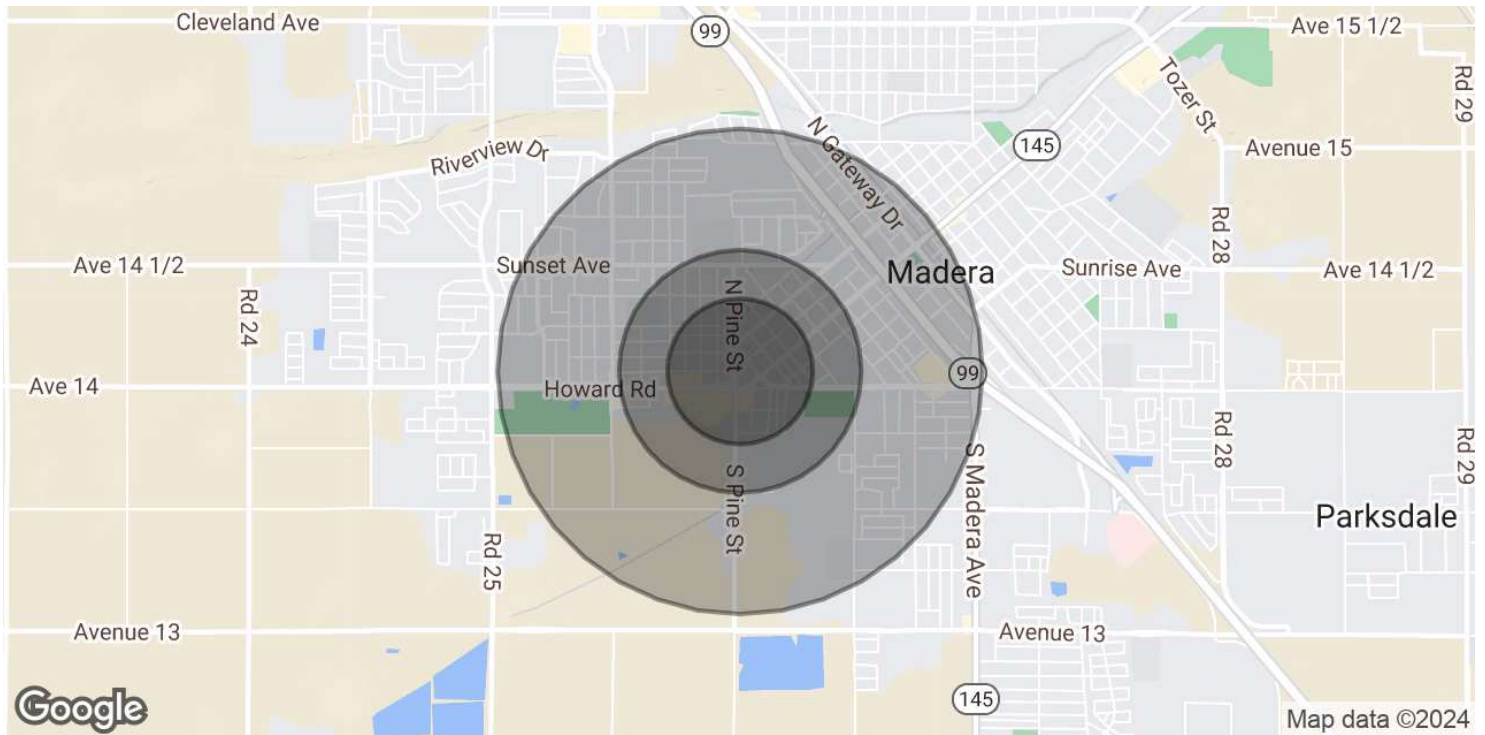 Cleveland Ave
99
Ave 15 1/2
Rd 29
Tozer St
N Gateway Dr
145
Avenue 15
Riverview Dr
Rd 28
Ave 14 1/2
Sunset Ave
Madera
Sunrise Ave
Ave 14 1/2
Rd 24
N Pine St
Ave 14
Howard Rd
99
Rd 28
Rd 29
S Pine St
S Madera Ave
Parksdale
Rd 25
Avenue 13
Avenue 13
145
Google
Map data ©2024